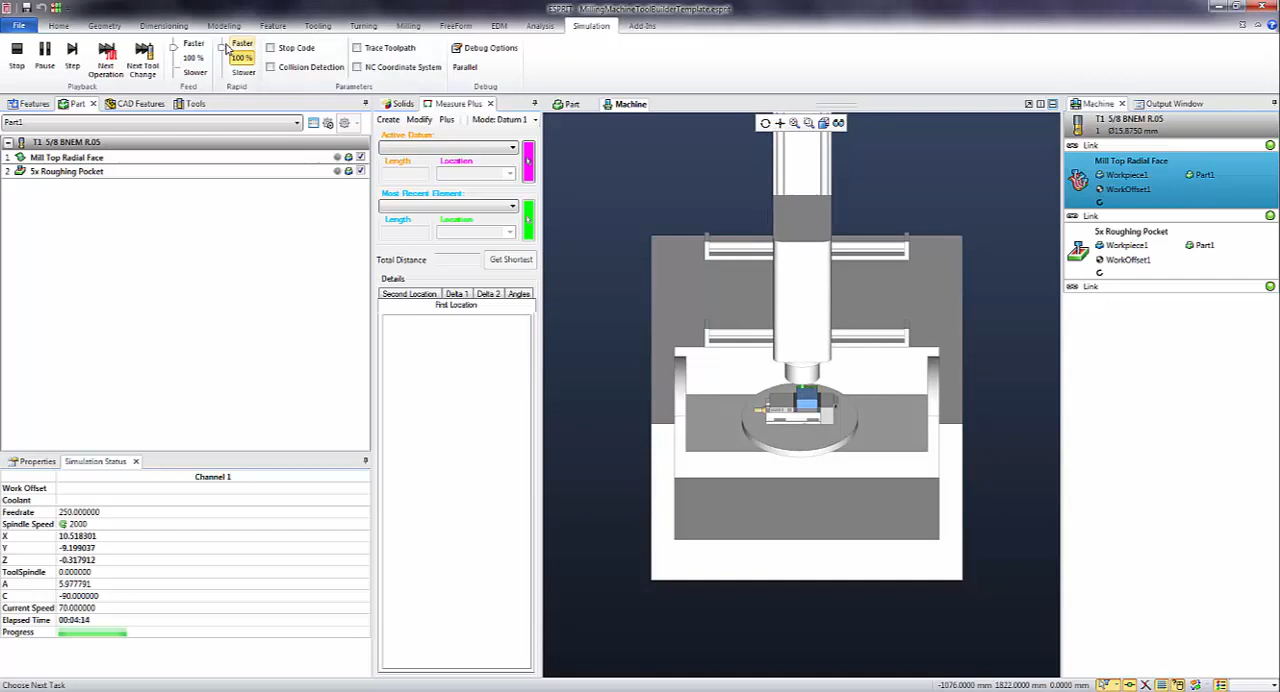 ESPRIT - MillingMachineToolBuilderTemplate.esprit
File Home Geometry Dimensioning Modeling Feature Tooling Turning Milling FreeForm EDM Analysis Simulation Add-Ins
Stop Pause Step Next Operation Next Tool Change
Playback
Faster
100 %
Slower
Feed
Faster
100 %
Slower
Rapid
Stop Code
Collision Detection
Trace Toolpath
NC Coordinate System
Parameters
Debug Options
Parallel
Debug
Features Part CAD Features Tools
Part1
T1 5/8 BNEM R.05
1 Mill Top Radial Face
2 5x Roughing Pocket
Properties Simulation Status
Channel 1
Work Offset
Coolant
Feedrate 250.000000
Spindle Speed 2000
X 10.518301
Y -9.199037
Z -0.317912
ToolSpindle 0.000000
A 5.977791
C -90.000000
Current Speed 70.000000
Elapsed Time 00:04:14
Progress
Solids Measure Plus
Create Modify Plus Mode: Datum 1
Active Datum:
Length Location
Most Recent Element:
Length Location
Total Distance Get Shortest
Details
Second Location Delta 1 Delta 2 Angles
First Location
Part Machine
Machine Output Window
T1 5/8 BNEM R.05
1 Ø15.8750 mm
Link
Mill Top Radial Face
Workpiece1 Part1
WorkOffset1
Link
5x Roughing Pocket
Workpiece1 Part1
WorkOffset1
Link
Choose Next Task
-1076.0000 mm 1822.0000 mm 0.0000 mm